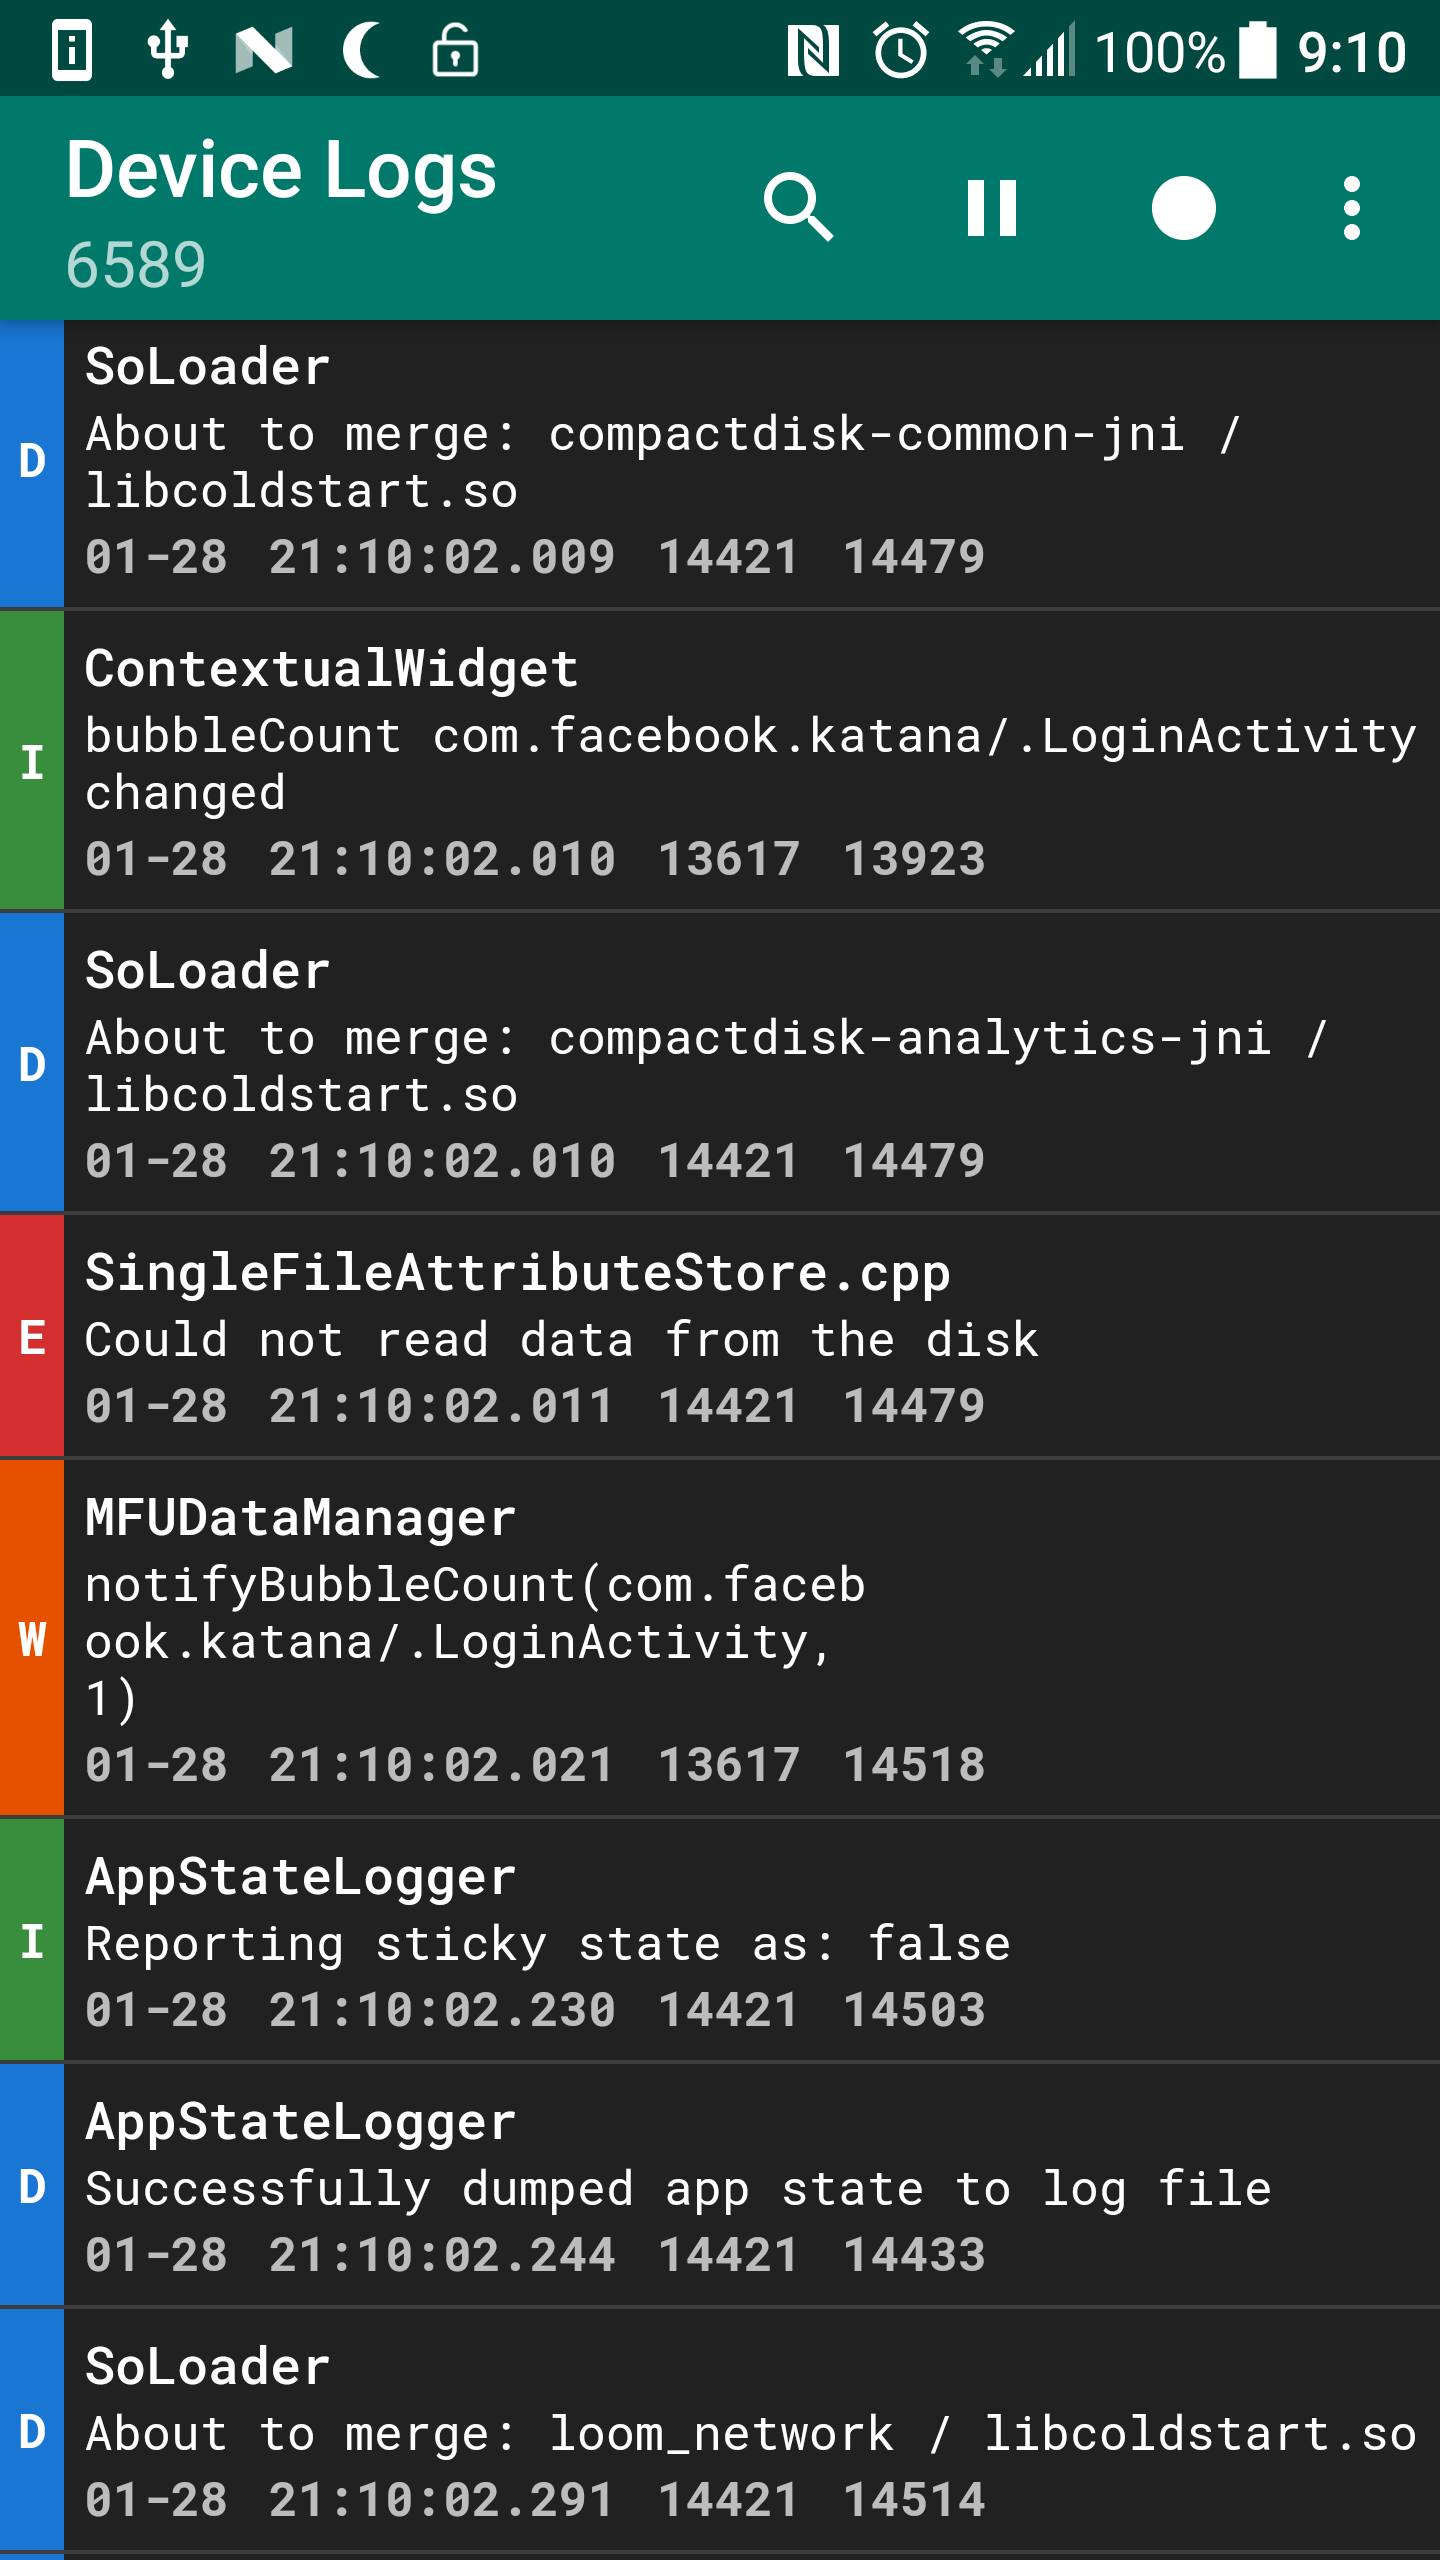 100% 9:10
Device Logs
6589
SoLoader
D
About to merge: compactdisk-common-jni /
libcoldstart.so
01-28 21:10:02.009 14421 14479
ContextualWidget
I
bubbleCount com.facebook.katana/.LoginActivity
changed
01-28 21:10:02.010 13617 13923
SoLoader
D
About to merge: compactdisk-analytics-jni /
libcoldstart.so
01-28 21:10:02.010 14421 14479
SingleFileAttributeStore.cpp
E
Could not read data from the disk
01-28 21:10:02.011 14421 14479
MFUDataManager
notifyBubbleCount(com.faceb
W
ook.katana/.LoginActivity,
1)
01-28 21:10:02.021 13617 14518
AppStateLogger
I
Reporting sticky state as: false
01-28 21:10:02.230 14421 14503
AppStateLogger
D
Successfully dumped app state to log file
01-28 21:10:02.244 14421 14433
SoLoader
D
About to merge: loom_network / libcoldstart.so
01-28 21:10:02.291 14421 14514